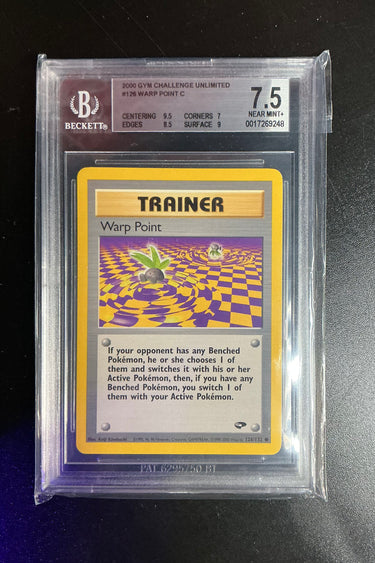 2000 GYM CHALLENGE UNLIMITED
#126 WARP POINT C
CENTERING 9.5 CORNERS 7
EDGES 8.5 SURFACE 9
7.5
NEAR MINT+
0017269248
B
BECKETT
TRAINER
Warp Point
If your opponent has any Benched
Pokémon, he or she chooses 1 of
them and switches it with his or her
Active Pokémon, then, if you have any
Benched Pokémon, you switch 1
of them with your Active Pokémon.
Illus. Keiji Kinebuchi
126/132